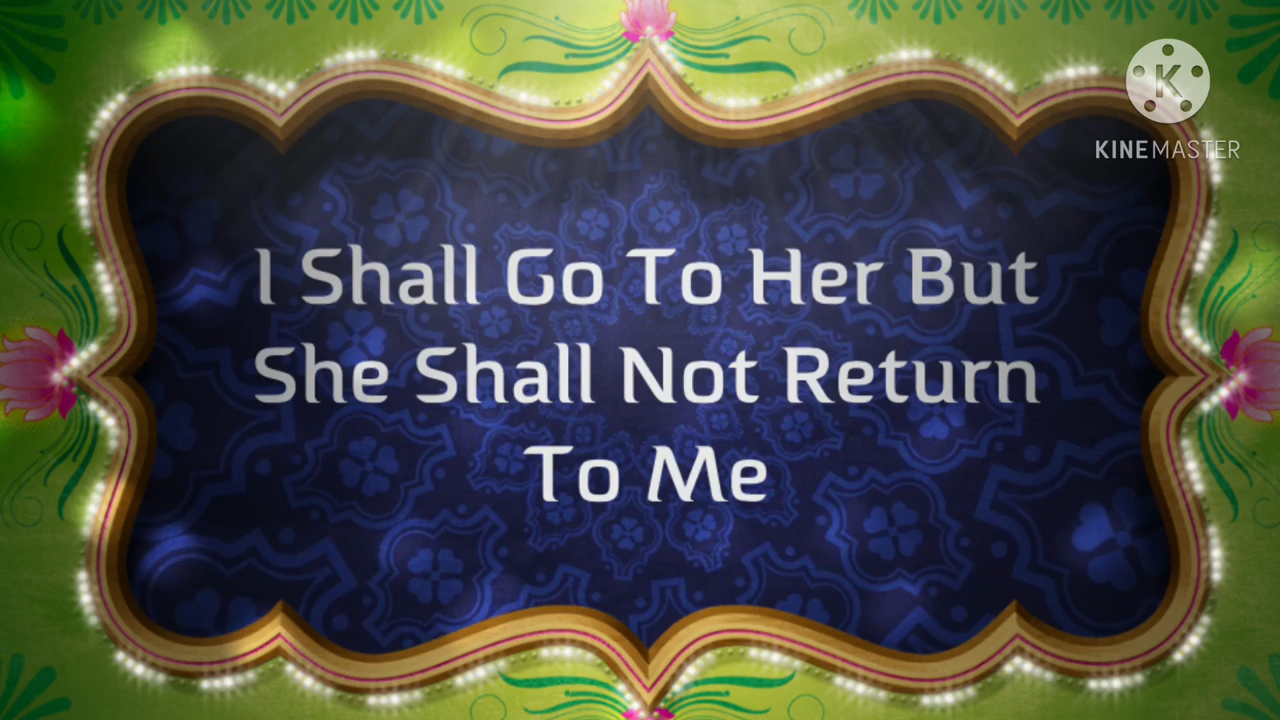 K
KINEMASTER
I Shall Go To Her But
She Shall Not Return
To Me